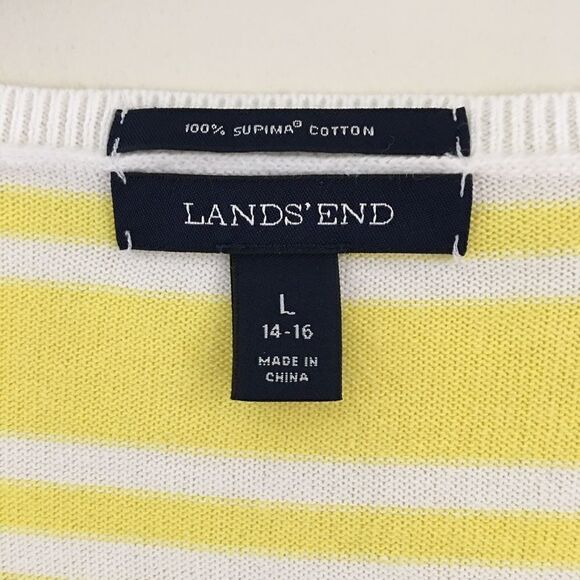 100% SUPIMA® COTTON
LANDS' END
L
14-16
MADE IN
CHINA